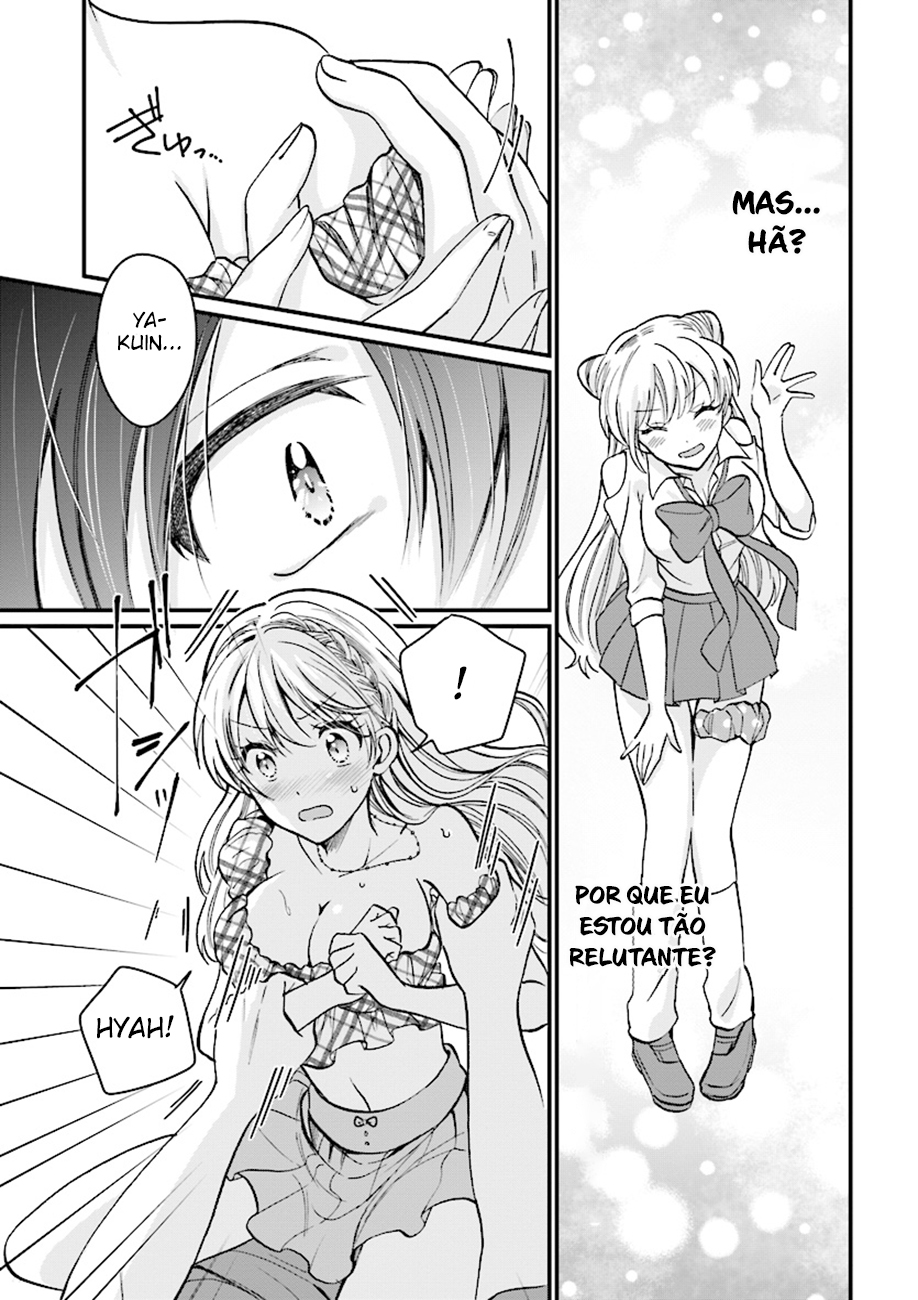 MAS...
HÃ?
POR QUE EU
ESTOU TÃO
RELUTANTE?
ぎゅっ...
YA-
KUIN...
!
HYAH!